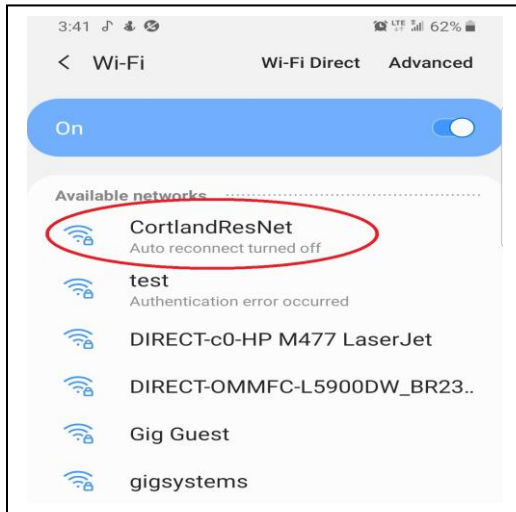 3:41 62%
< Wi-Fi Wi-Fi Direct Advanced
On
Available networks
CortlandResNet
Auto reconnect turned off
test
Authentication error occurred
DIRECT-c0-HP M477 LaserJet
DIRECT-OMMFC-L5900DW_BR23..
Gig Guest
gigsystems